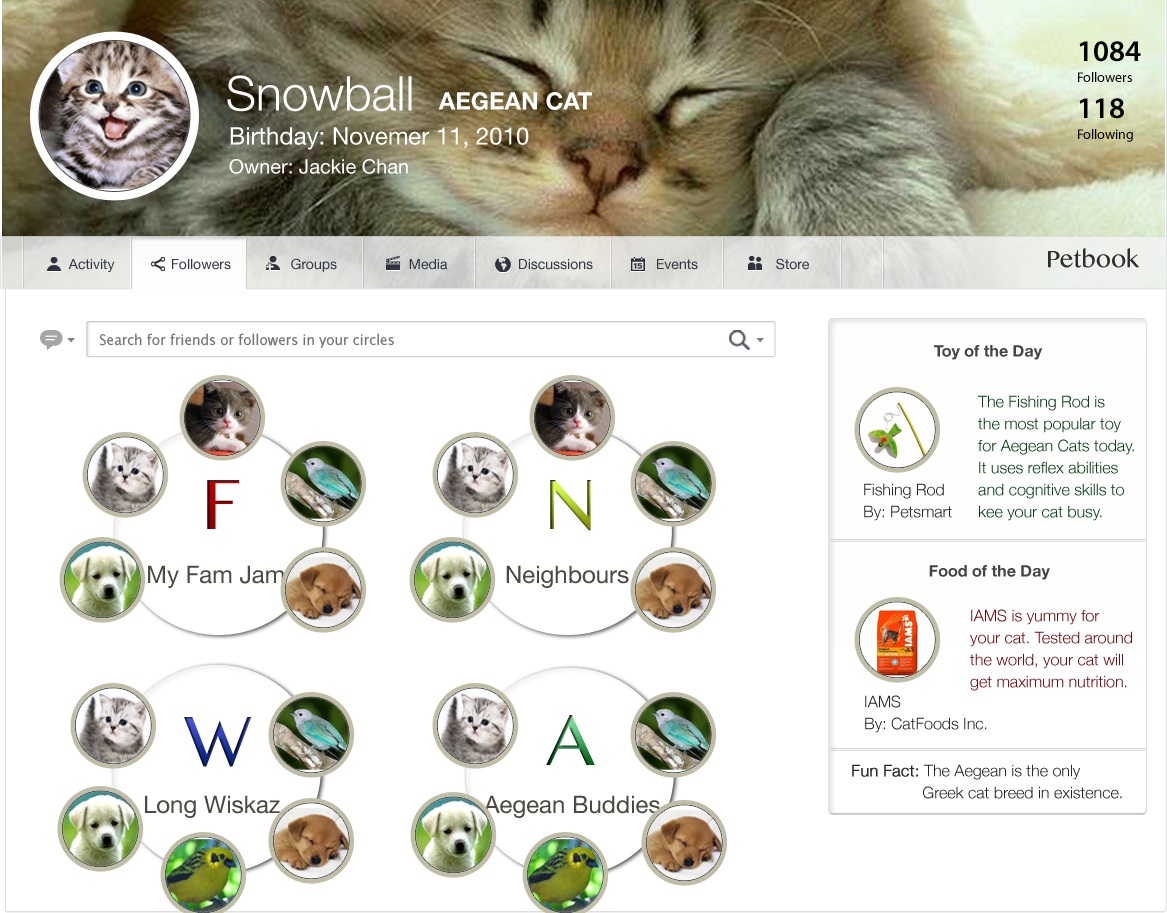 Snowball AEGEAN CAT
Birthday: Novemer 11, 2010
Owner: Jackie Chan
1084
Followers
118
Following
Activity Followers Groups Media 15 Discussions Events Store
Petbook
Search for friends or followers in your circles
F
My Fam Jam
N
Neighbours
W
Long Wiskaz
A
Aegean Buddies
Toy of the Day
The Fishing Rod is
the most popular toy
for Aegean Cats today.
It uses reflex abilities
and cognitive skills to
kee your cat busy.
Fishing Rod
By: Petsmart
Food of the Day
IAMS
IAMS is yummy for
your cat. Tested around
the world, your cat will
get maximum nutrition.
IAMS
By: CatFoods Inc.
Fun Fact: The Aegean is the only
Greek cat breed in existence.